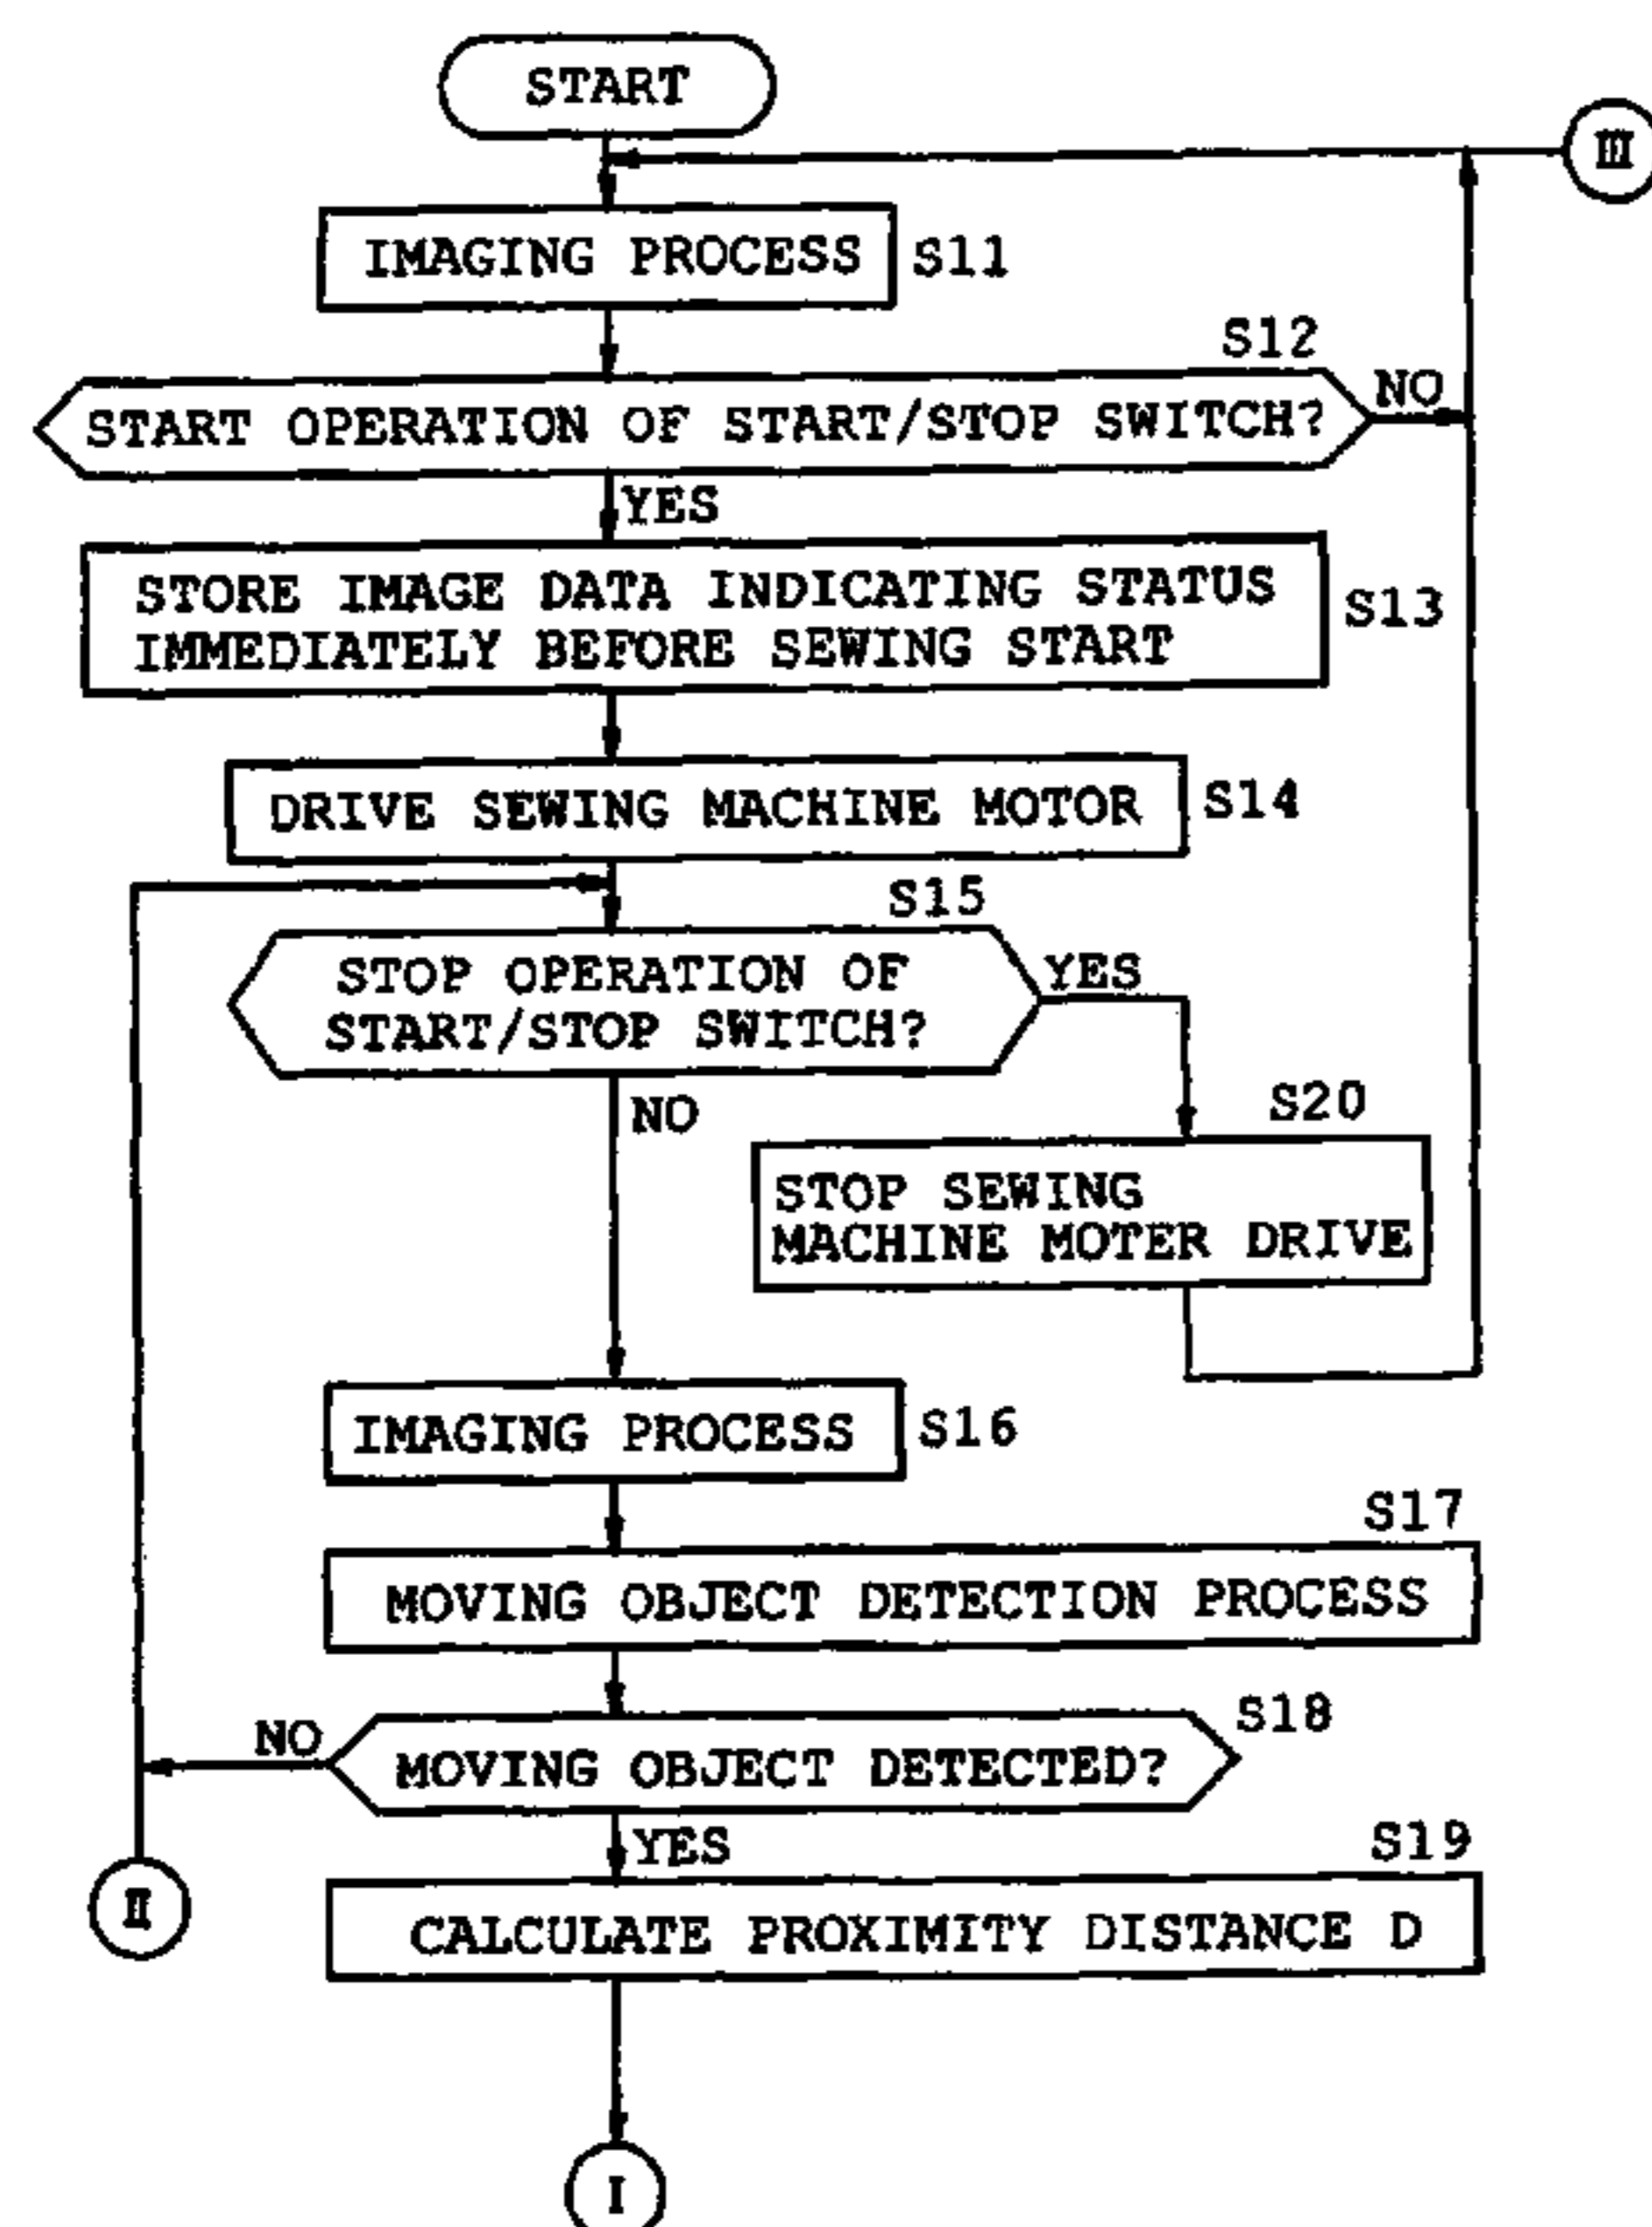 START
III
IMAGING PROCESS S11
S12
START OPERATION OF START/STOP SWITCH? NO
YES
STORE IMAGE DATA INDICATING STATUS
IMMEDIATELY BEFORE SEWING START
S13
DRIVE SEWING MACHINE MOTOR S14
S15
STOP OPERATION OF
START/STOP SWITCH?
YES
NO
S20
STOP SEWING
MACHINE MOTER DRIVE
IMAGING PROCESS S16
S17
MOVING OBJECT DETECTION PROCESS
S18
NO
MOVING OBJECT DETECTED?
YES
S19
II
CALCULATE PROXIMITY DISTANCE D
I